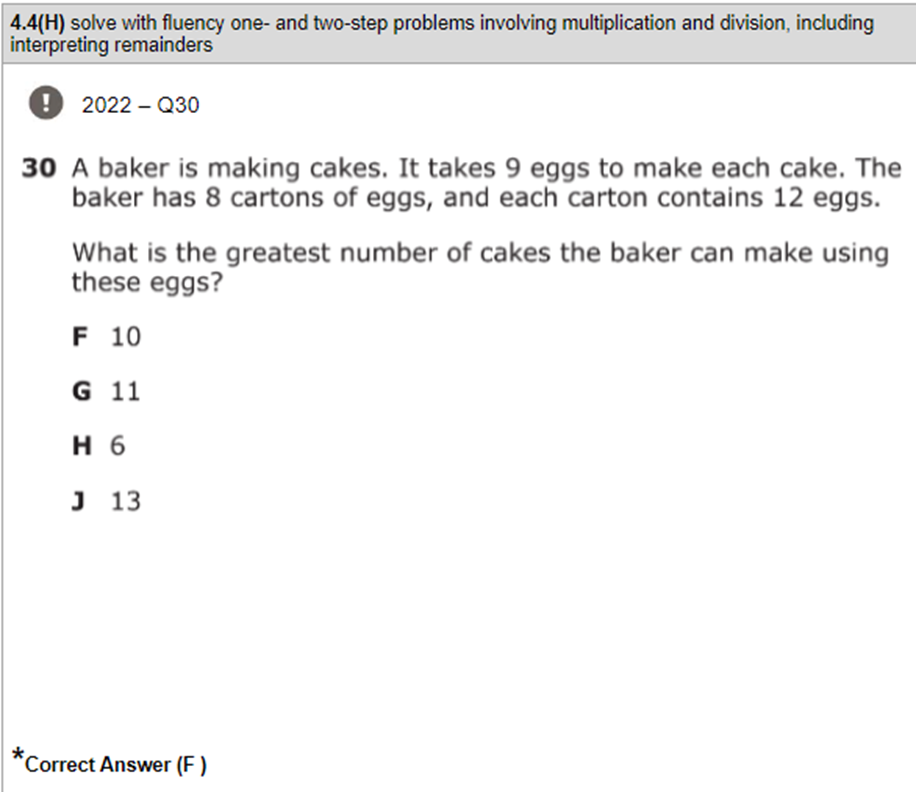 4.4(H) solve with fluency one- and two-step problems involving multiplication and division, including
interpreting remainders
! 2022 – Q30
30 A baker is making cakes. It takes 9 eggs to make each cake. The
baker has 8 cartons of eggs, and each carton contains 12 eggs.
What is the greatest number of cakes the baker can make using
these eggs?
F 10
G 11
H 6
J 13
*Correct Answer (F )